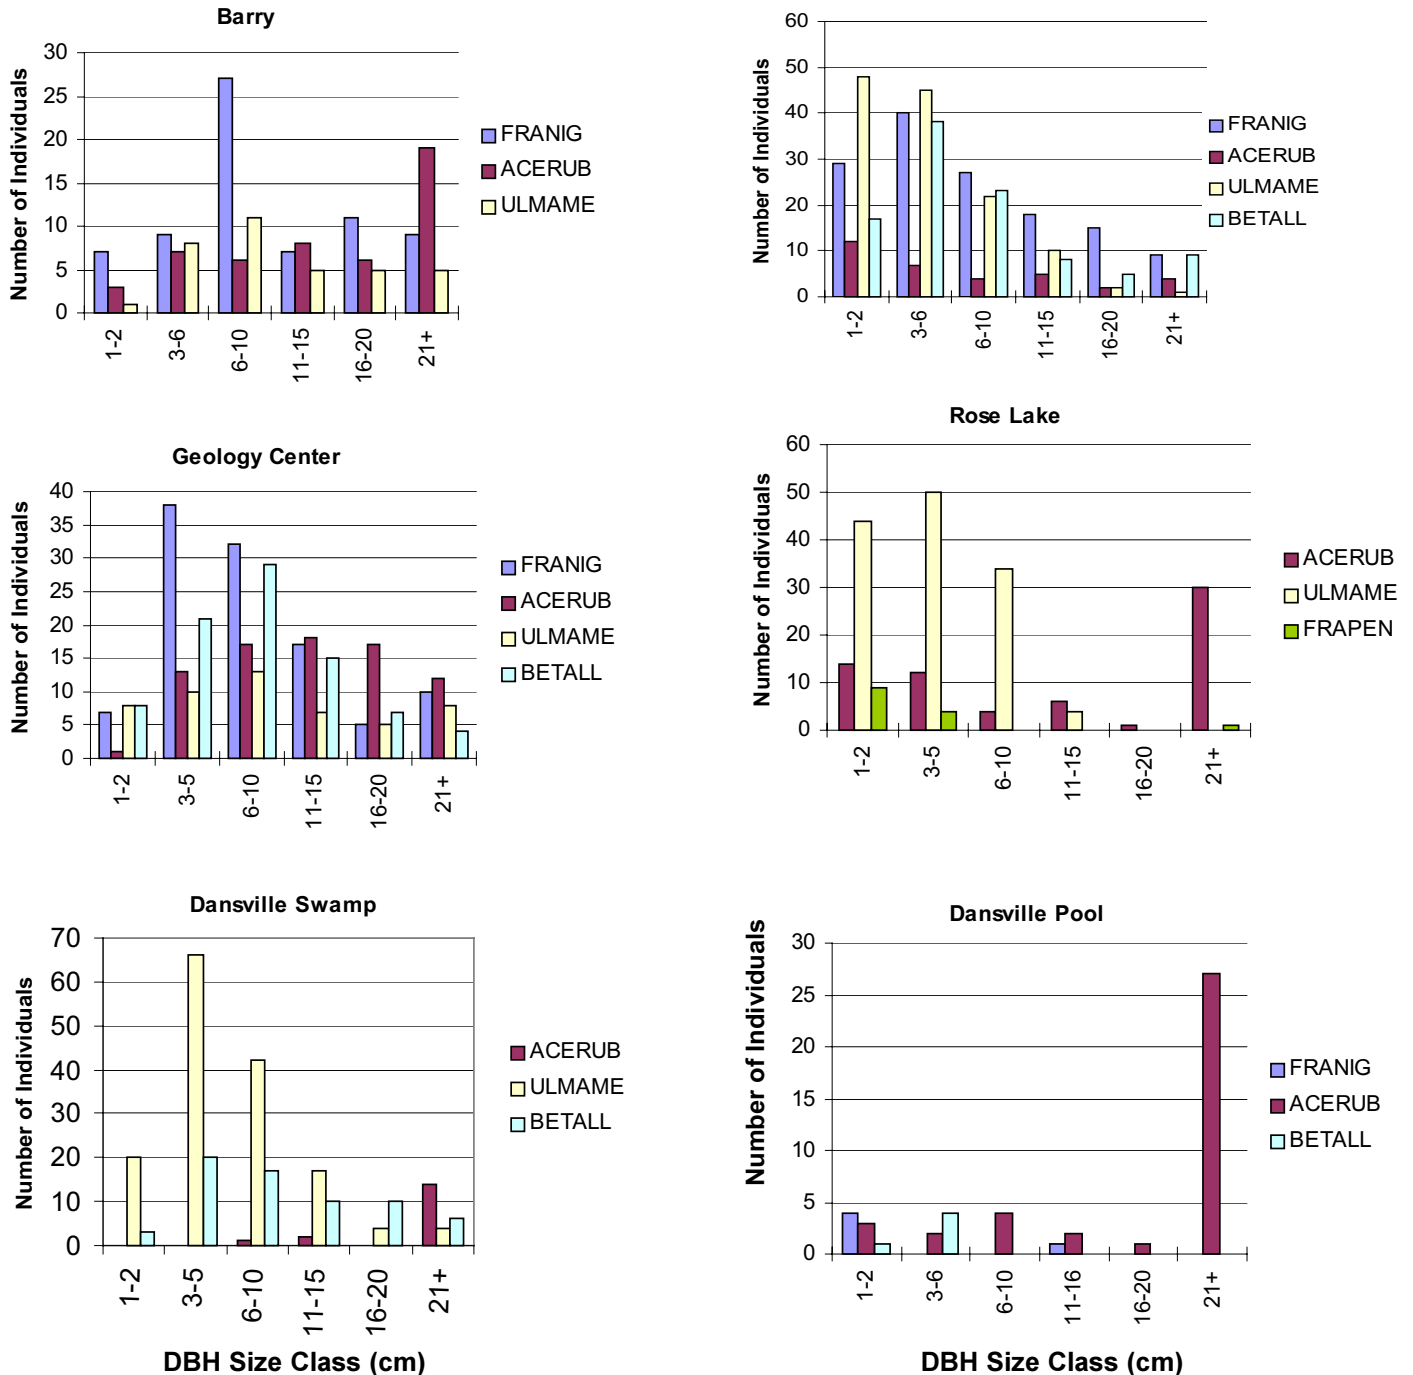 Barry
Number of Individuals
30
25
20
15
10
5
0
1-2
3-6
6-10
11-15
16-20
21+
FRANIG
ACERUB
ULMAME
Number of Individuals
60
50
40
30
20
10
0
1-2
3-6
6-10
11-15
16-20
21+
FRANIG
ACERUB
ULMAME
BETALL
Geology Center
Number of Individuals
40
35
30
25
20
15
10
5
0
1-2
3-5
6-10
11-15
16-20
21+
FRANIG
ACERUB
ULMAME
BETALL
Rose Lake
Number of Individuals
60
50
40
30
20
10
0
1-2
3-5
6-10
11-15
16-20
21+
ACERUB
ULMAME
FRAPEN
Dansville Swamp
Number of Individuals
70
60
50
40
30
20
10
0
1-2
3-5
6-10
11-15
16-20
21+
DBH Size Class (cm)
ACERUB
ULMAME
BETALL
Dansville Pool
Number of Individuals
30
25
20
15
10
5
0
1-2
3-6
6-10
11-16
16-20
21+
DBH Size Class (cm)
FRANIG
ACERUB
BETALL